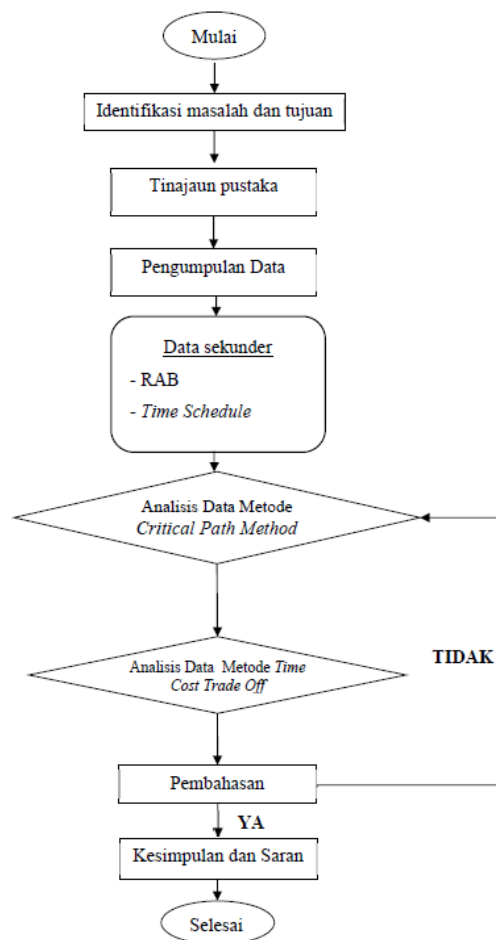 Mulai
Identifikasi masalah dan tujuan
Tinajaun pustaka
Pengumpulan Data
Data sekunder
- RAB
- Time Schedule
Analisis Data Metode
Critical Path Method
Analisis Data Metode Time
Cost Trade Off
TIDAK
Pembahasan
YA
Kesimpulan dan Saran
Selesai